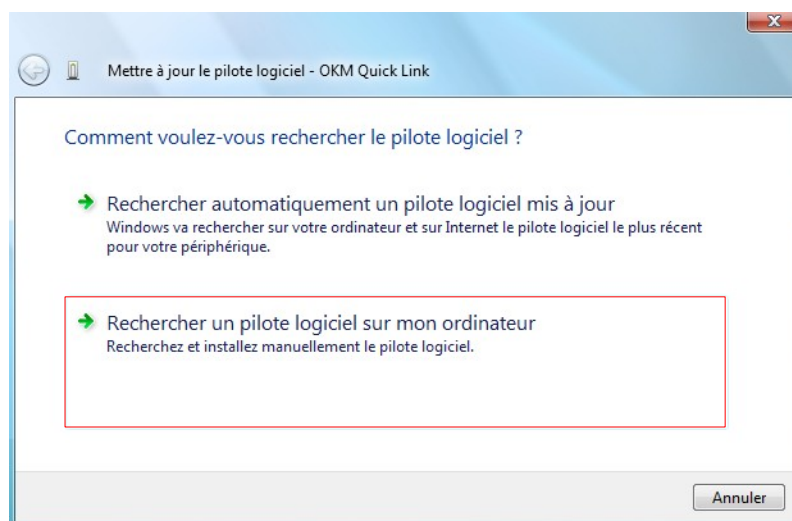 Mettre à jour le pilote logiciel - OKM Quick Link
Comment voulez-vous rechercher le pilote logiciel ?
Rechercher automatiquement un pilote logiciel mis à jour
Windows va rechercher sur votre ordinateur et sur Internet le pilote logiciel le plus récent
pour votre périphérique.
Rechercher un pilote logiciel sur mon ordinateur
Recherchez et installez manuellement le pilote logiciel.
Annuler